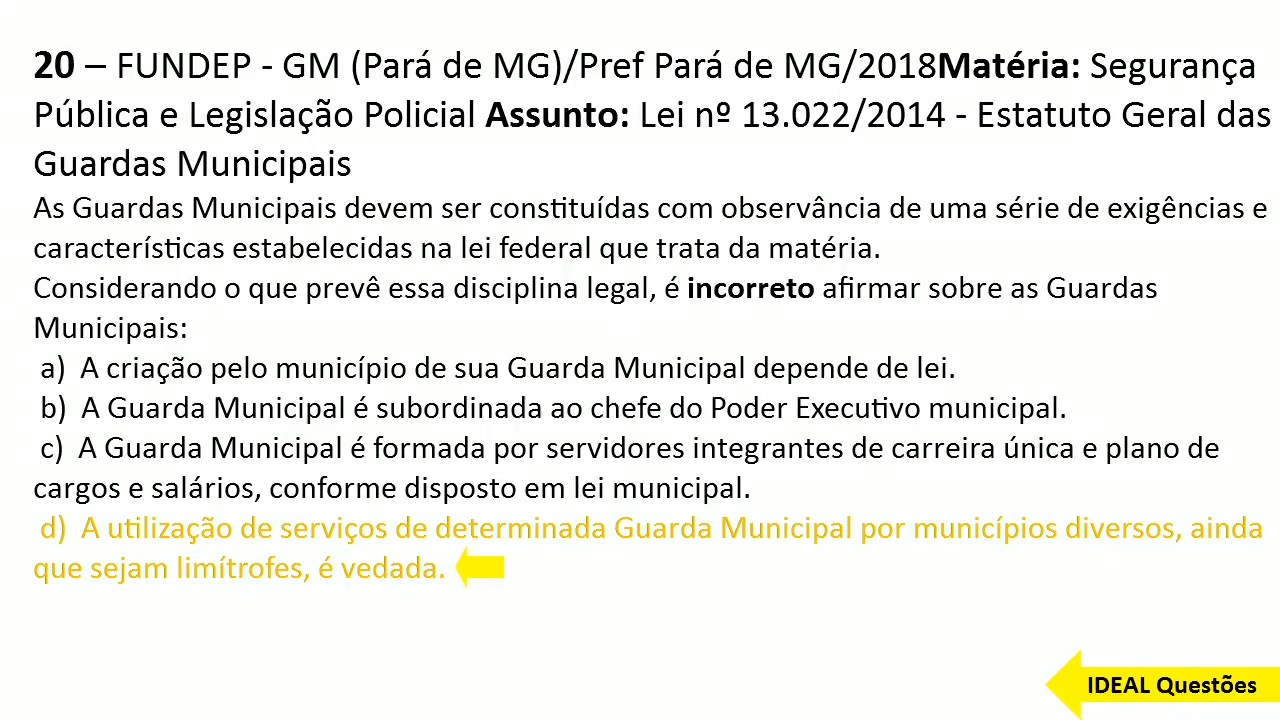 20 – FUNDEP - GM (Pará de MG)/Pref Pará de MG/2018Matéria: Segurança
Pública e Legislação Policial Assunto: Lei nº 13.022/2014 - Estatuto Geral das
Guardas Municipais
As Guardas Municipais devem ser constituídas com observância de uma série de exigências e
características estabelecidas na lei federal que trata da matéria.
Considerando o que prevê essa disciplina legal, é incorreto afirmar sobre as Guardas
Municipais:
a) A criação pelo município de sua Guarda Municipal depende de lei.
b) A Guarda Municipal é subordinada ao chefe do Poder Executivo municipal.
c) A Guarda Municipal é formada por servidores integrantes de carreira única e plano de
cargos e salários, conforme disposto em lei municipal.
d) A utilização de serviços de determinada Guarda Municipal por municípios diversos, ainda
que sejam limítrofes, é vedada.
IDEAL Questões